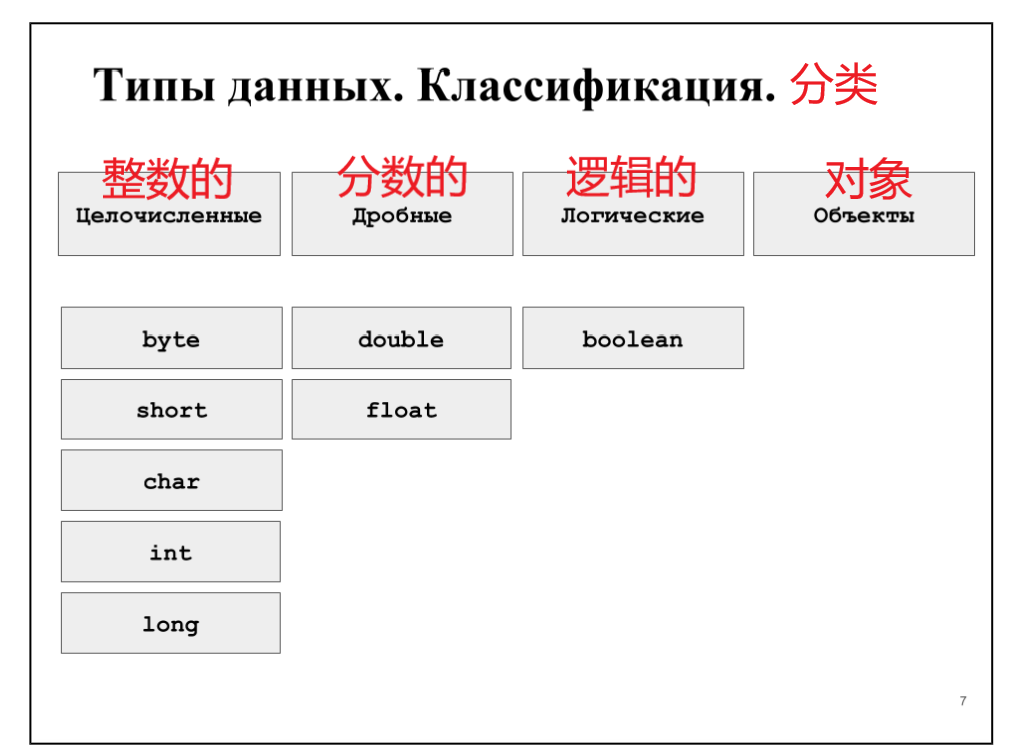 Типы данных. Классификация. 分类
整数的 分数的 逻辑的 对象
Целочисленные Дробные Логические Объекты
byte double boolean
short float
char
int
long
7